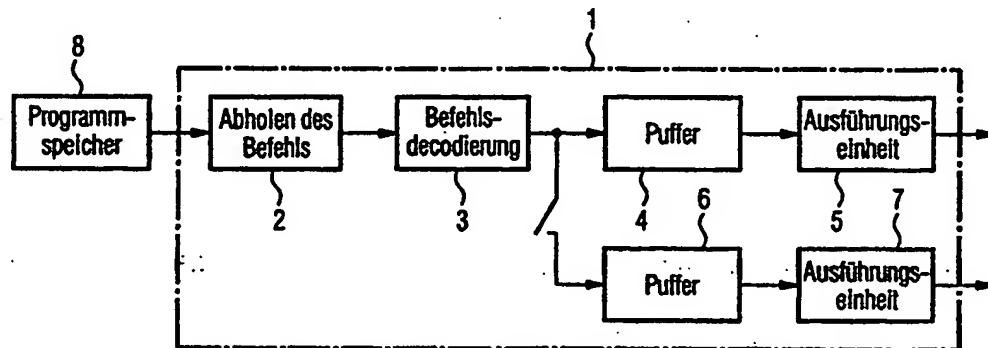 1
8
Programm-
speicher
Abholen des
Befehls
Befehls-
decodierung
Puffer
Ausführungs-
einheit
2
3
4
5
6
7
Puffer
Ausführungs-
einheit